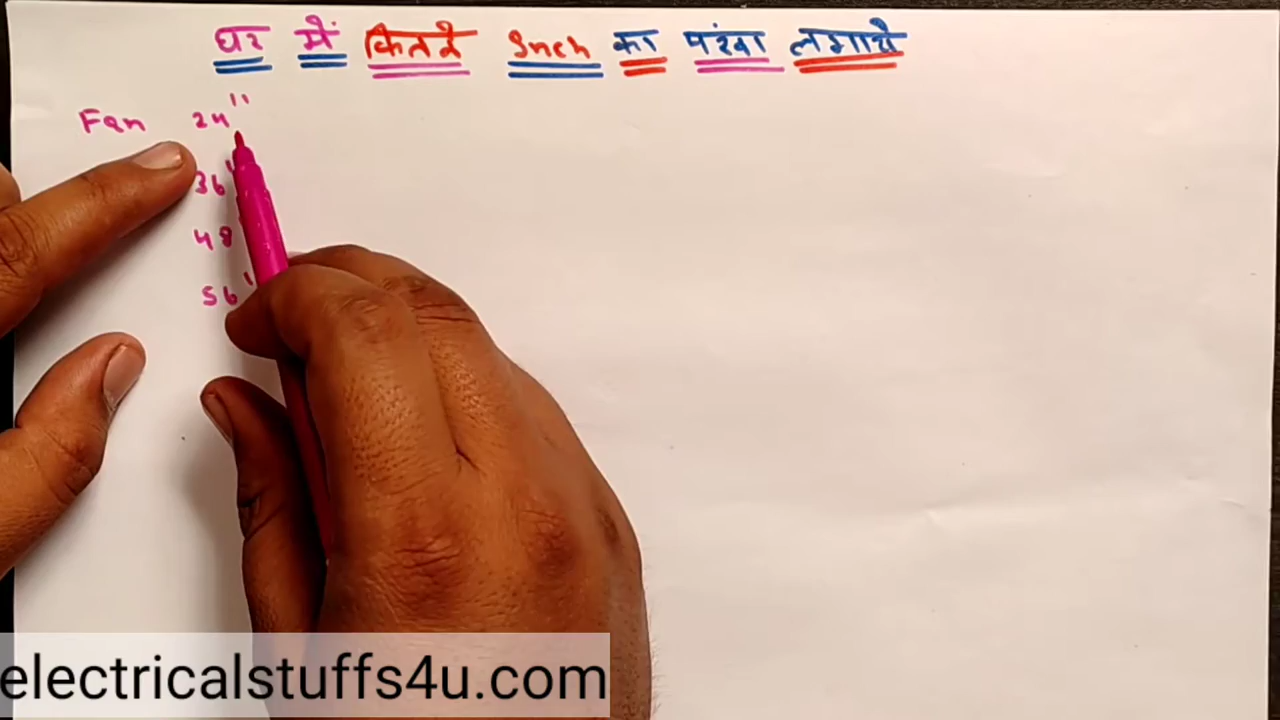 घर में कितने Inch का पंखा लगाये
Fan 24"
36"
48
56"
electricalstuffs4u.com